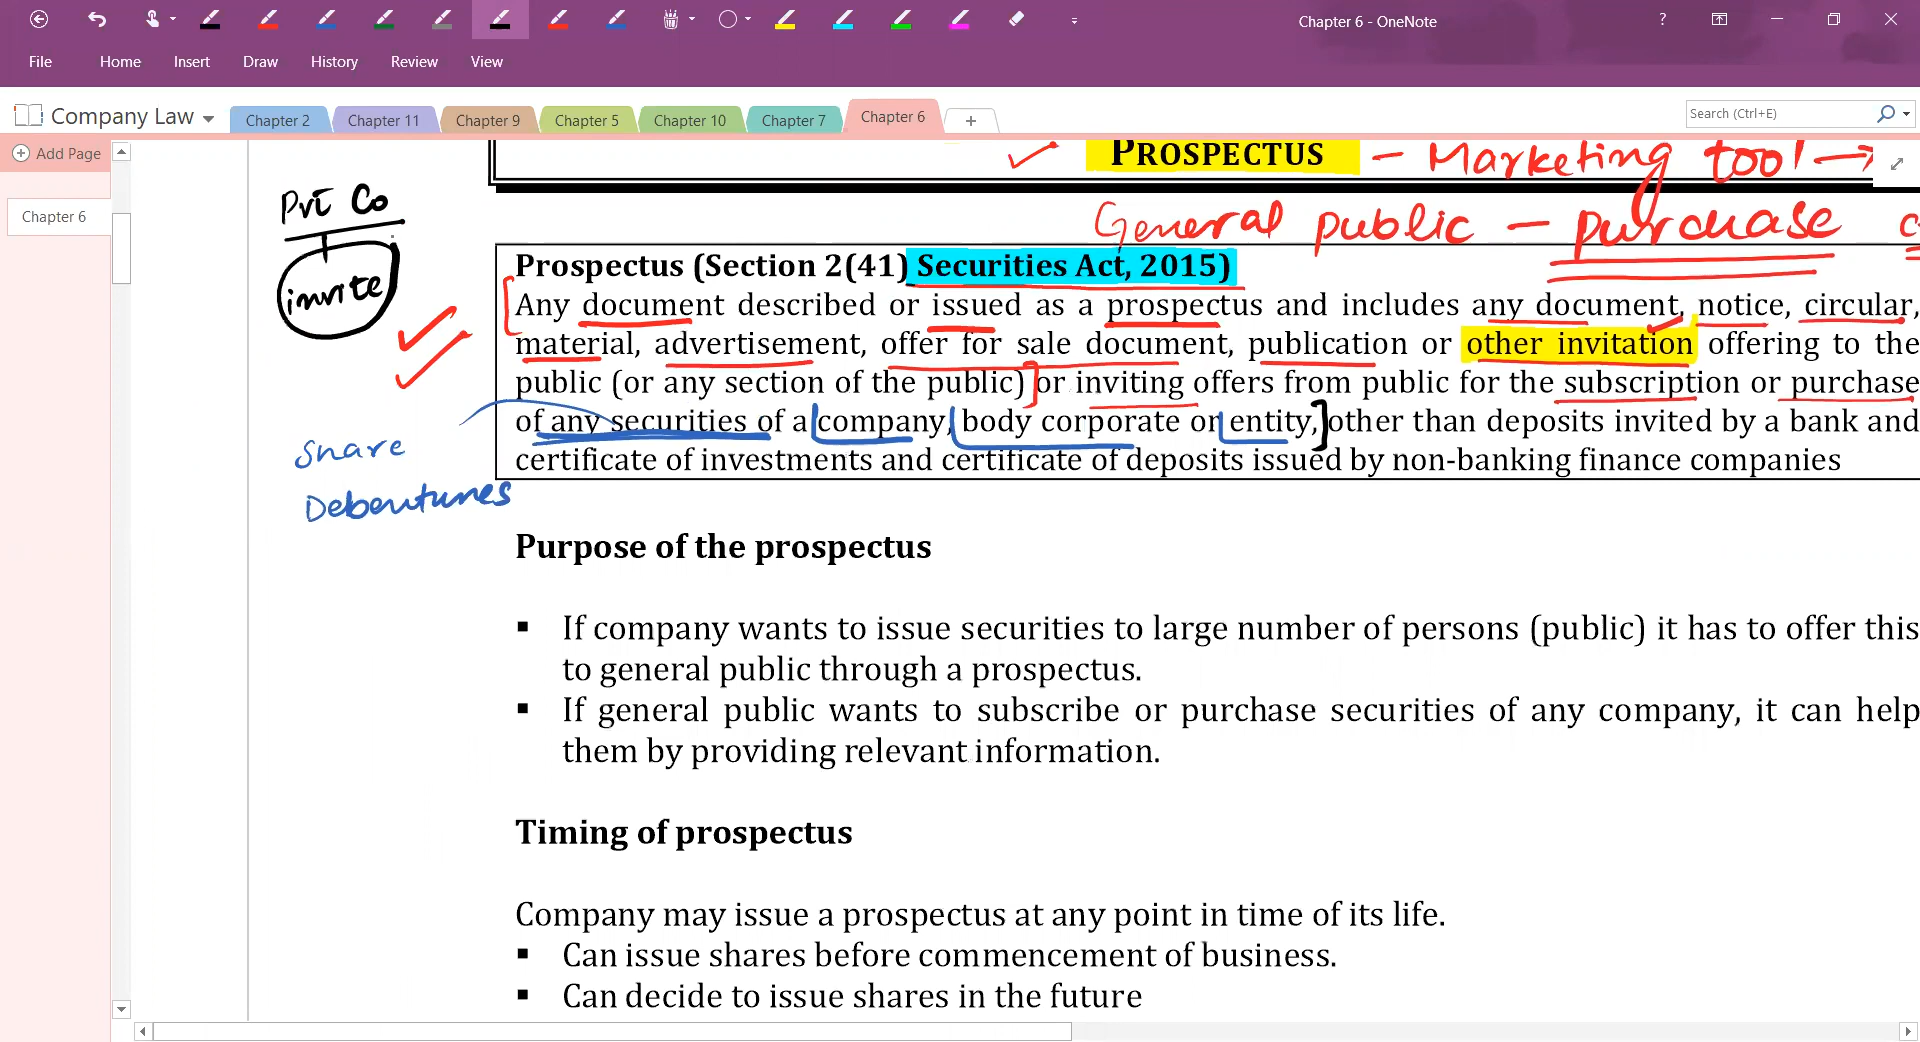 Chapter 6 - OneNote
?
File Home Insert Draw History Review View
Company Law
Chapter 2 Chapter 11 Chapter 9 Chapter 5 Chapter 10 Chapter 7 Chapter 6 +
Search (Ctrl+E)
Add Page
Chapter 6
PROSPECTUS - Marketing tool →
General public - purchase
Pvt Co
invite
Prospectus (Section 2(41) Securities Act, 2015)
Any document described or issued as a prospectus and includes any document, notice, circular,
material, advertisement, offer for sale document, publication or other invitation offering to the
public (or any section of the public) or inviting offers from public for the subscription or purchase
of any securities of a company, body corporate or entity, other than deposits invited by a bank and
certificate of investments and certificate of deposits issued by non-banking finance companies
Share
Debentures
Purpose of the prospectus
▪ If company wants to issue securities to large number of persons (public) it has to offer this
to general public through a prospectus.
▪ If general public wants to subscribe or purchase securities of any company, it can help
them by providing relevant information.
Timing of prospectus
Company may issue a prospectus at any point in time of its life.
▪ Can issue shares before commencement of business.
▪ Can decide to issue shares in the future